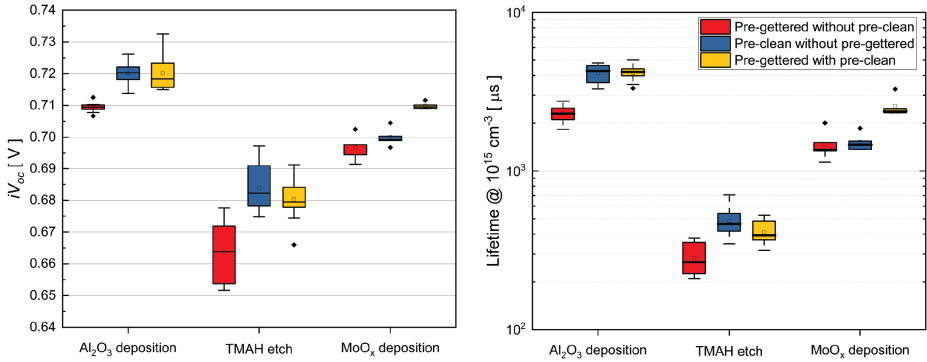 0.74
0.73
0.72
0.71
0.70
0.69
0.68
0.67
0.66
0.65
0.64
iVoc [ V ]
Al2O3 deposition
TMAH etch
MoOx deposition
10^4
10^3
10^2
Lifetime @ 10^15 cm^-3 [ μs ]
Pre-gettered without pre-clean
Pre-clean without pre-gettered
Pre-gettered with pre-clean
Al2O3 deposition
TMAH etch
MoOx deposition